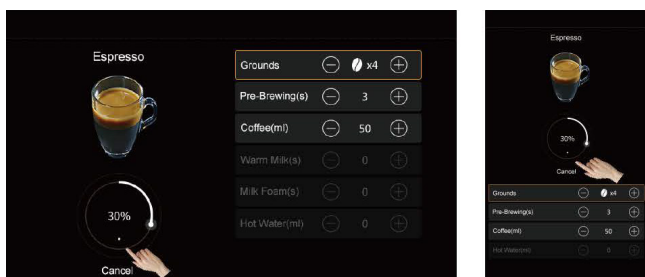 Espresso
30%
Cancel
Grounds x4
Pre-Brewing(s) 3
Coffee(ml) 50
Warm Milk(s) 0
Milk Foam(s) 0
Hot Water(ml) 0
Espresso
30%
Cancel
Grounds x4
Pre-Brewing(s) 3
Coffee(ml) 50
Hot Water(ml) 0